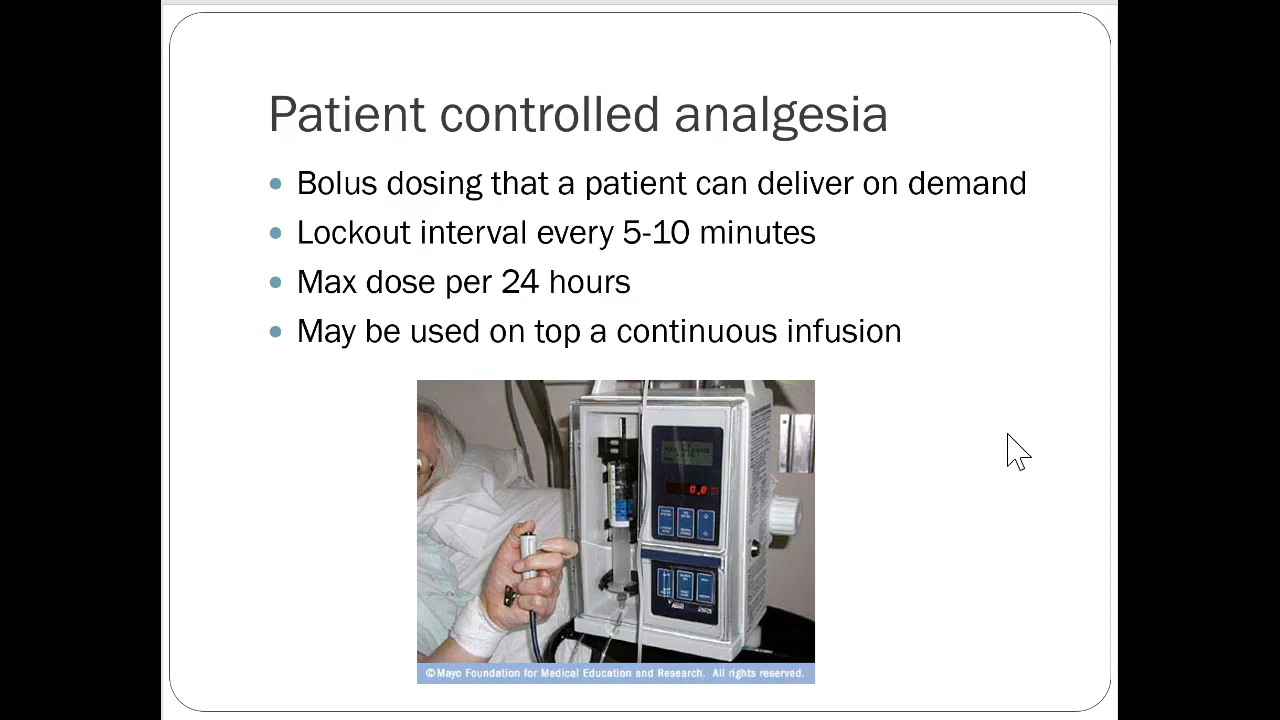 Patient controlled analgesia
Bolus dosing that a patient can deliver on demand
Lockout interval every 5-10 minutes
Max dose per 24 hours
May be used on top a continuous infusion
0.0
©Mayo Foundation for Medical Education and Research. All rights reserved.